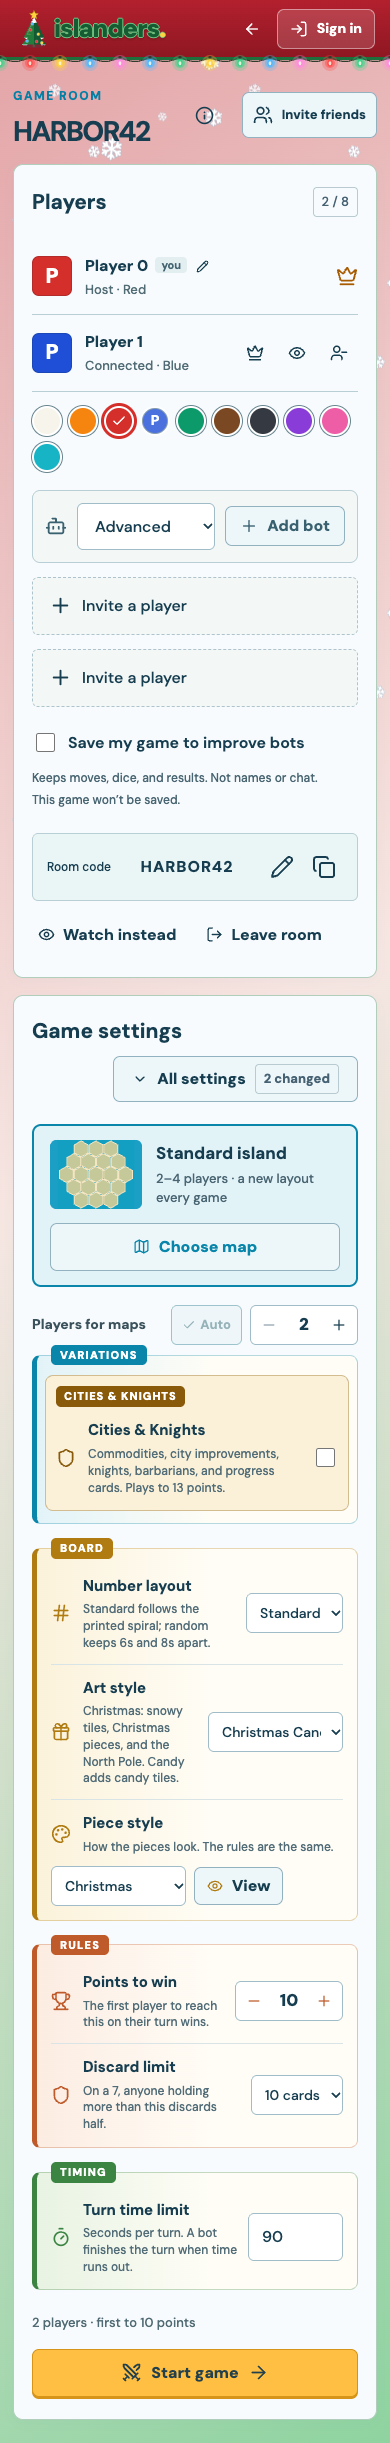 islanders.
Sign in
GAME ROOM
HARBOR42
Invite friends
Players
2 / 8
P
Player 0 you
Host · Red
P
Player 1
Connected · Blue
P
Advanced
Add bot
Invite a player
Invite a player
Save my game to improve bots
Keeps moves, dice, and results. Not names or chat.
This game won't be saved.
Room code HARBOR42
Watch instead
Leave room
Game settings
All settings 2 changed
Standard island
2–4 players · a new layout
every game
Choose map
Players for maps
Auto
2
VARIATIONS
CITIES & KNIGHTS
Cities & Knights
Commodities, city improvements,
knights, barbarians, and progress
cards. Plays to 13 points.
BOARD
Number layout
Standard follows the
printed spiral; random
keeps 6s and 8s apart.
Standard
Art style
Christmas: snowy
tiles, Christmas
pieces, and the
North Pole. Candy
adds candy tiles.
Christmas Can
Piece style
How the pieces look. The rules are the same.
Christmas
View
RULES
Points to win
The first player to reach
this on their turn wins.
10
Discard limit
On a 7, anyone holding
more than this discards
half.
10 cards
TIMING
Turn time limit
Seconds per turn. A bot
finishes the turn when time
runs out.
90
2 players · first to 10 points
Start game